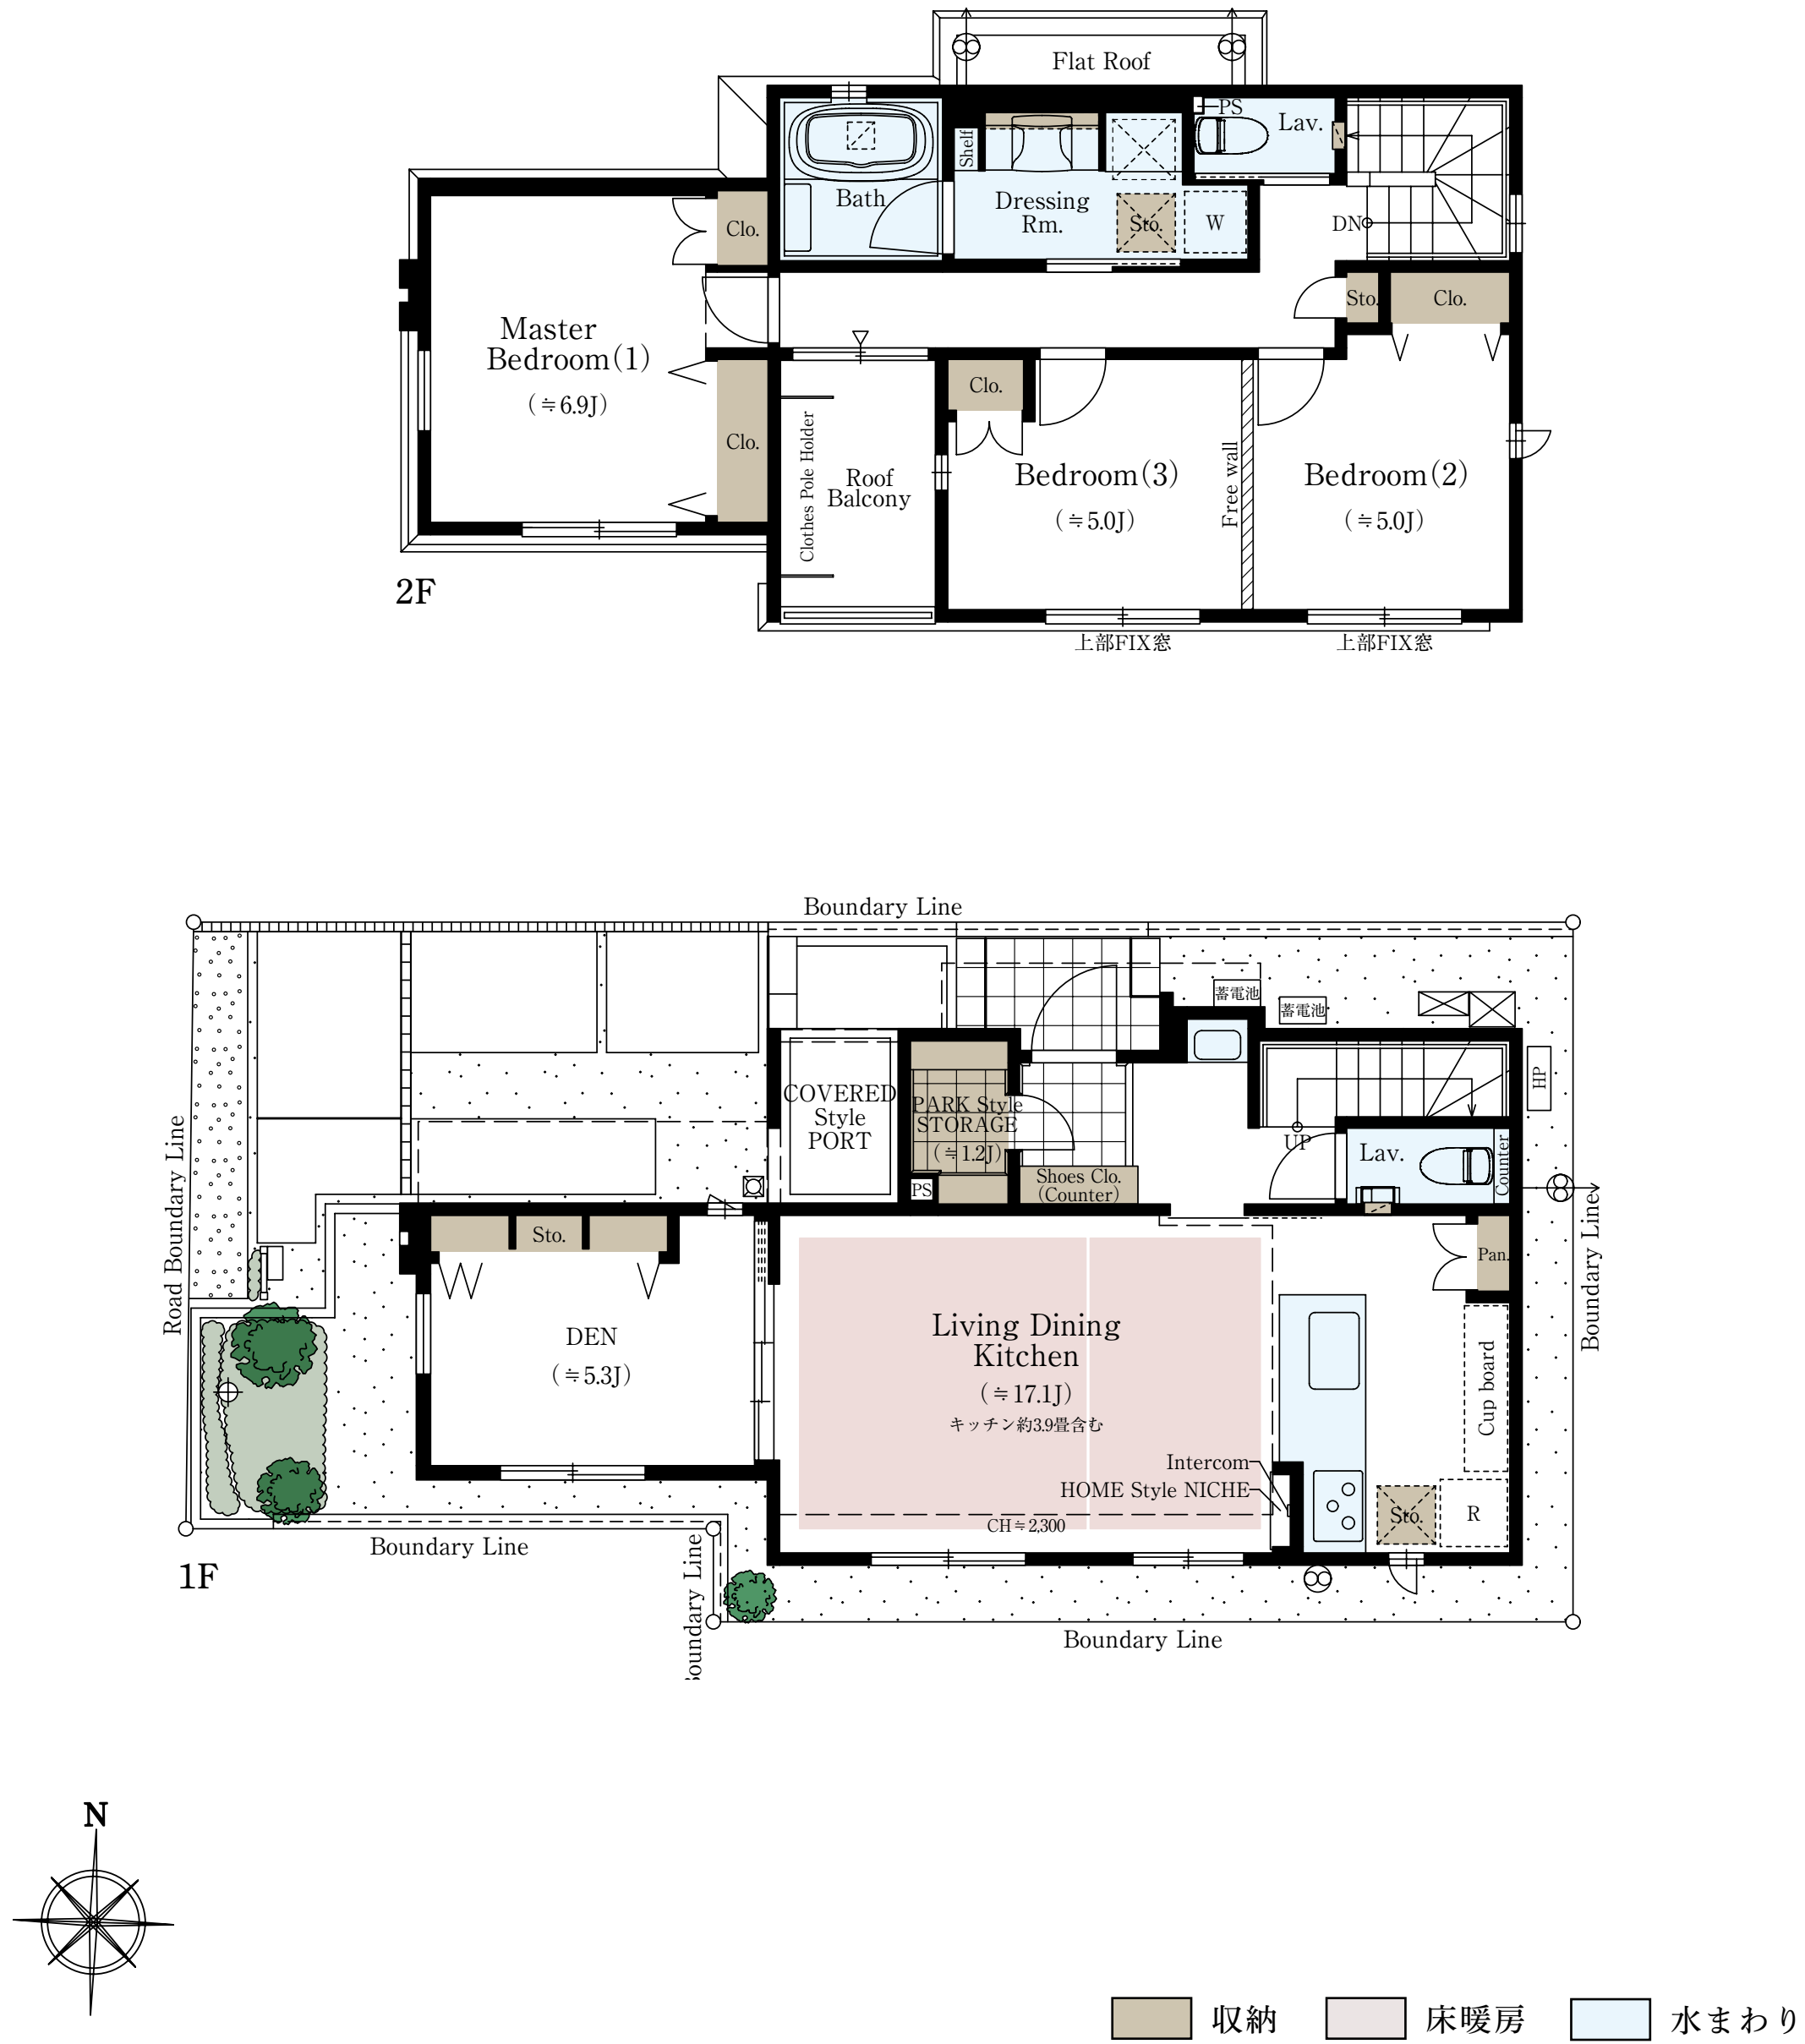 Flat Roof
PS
Lav.
Shelf
Bath
Dressing
Rm.
Sto.
W
DN
Clo.
Sto.
Clo.
Master
Bedroom(1)
(≒6.9J)
Clo.
Clothes Pole Holder
Roof
Balcony
Clo.
Bedroom(3)
(≒5.0J)
Free wall
Bedroom(2)
(≒5.0J)
2F
上部FIX窓
上部FIX窓
Boundary Line
蓄電池
蓄電池
HP
COVERED
Style
PORT
PARK Style
STORAGE
(≒1.2J)
PS
Shoes Clo.
(Counter)
UP
Lav.
Counter
Road Boundary Line
Boundary Line
Sto.
Pan.
DEN
(≒5.3J)
Living Dining
Kitchen
(≒17.1J)
キッチン約3.9畳含む
Cup board
Intercom
HOME Style NICHE
CH≒2,300
Sto.
R
Boundary Line
1F
Boundary Line
Boundary Line
N
収納
床暖房
水まわり